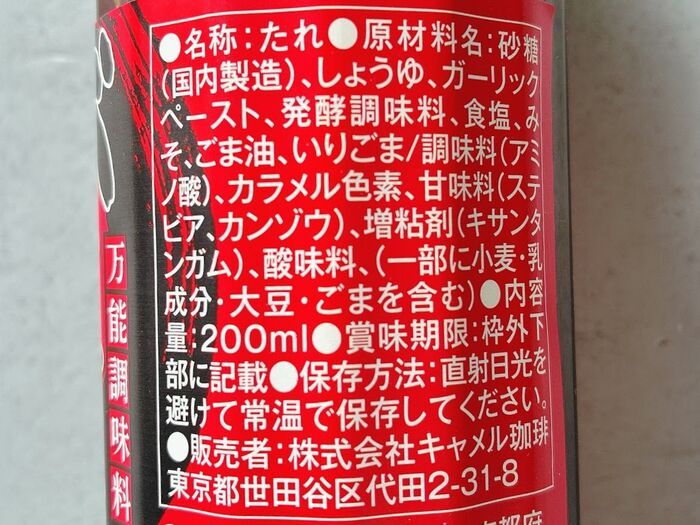 ●名称:たれ●原材料名:砂糖
(国内製造)、しょうゆ、ガーリック
ペースト、発酵調味料、食塩、み
そ、ごま油、いりごま/調味料(アミ
ノ酸)、カラメル色素、甘味料(ステ
ビア、カンゾウ)、増粘剤(キサンタ
ンガム)、酸味料、(一部に小麦・乳
成分・大豆・ごまを含む)●内容
量:200ml●賞味期限:枠外下
部に記載●保存方法:直射日光を
避けて常温で保存してください。
●販売者:株式会社キャメル珈琲
東京都世田谷区代田2-31-8
万能調味料